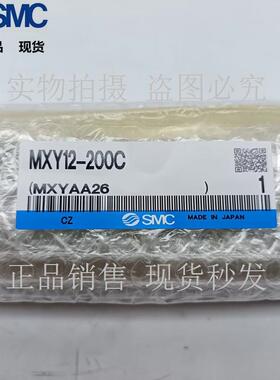 SMC
正品 现货
实物拍摄 盗图必究
MXY12-200C
(MXYAA26 ) 1
CZ SMC MADE IN JAPAN
正品销售 现货秒发